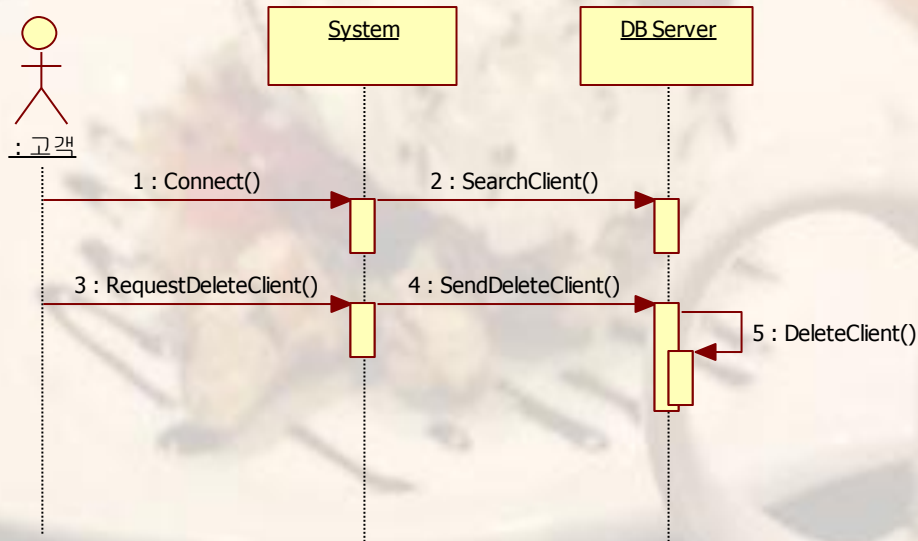 System
DB Server
: 고객
1 : Connect()
2 : SearchClient()
3 : RequestDeleteClient()
4 : SendDeleteClient()
5 : DeleteClient()